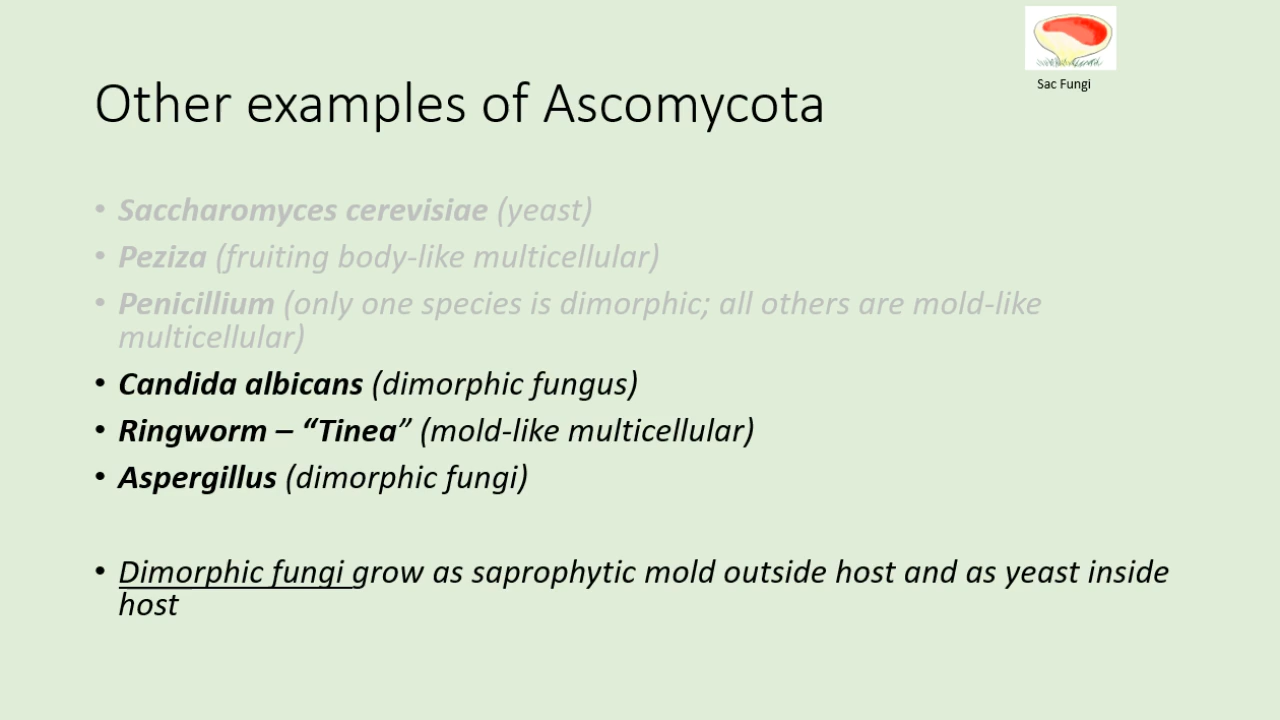 Sac Fungi
Other examples of Ascomycota
• Saccharomyces cerevisiae (yeast)
• Peziza (fruiting body-like multicellular)
• Penicillium (only one species is dimorphic; all others are mold-like
multicellular)
• Candida albicans (dimorphic fungus)
• Ringworm – “Tinea” (mold-like multicellular)
• Aspergillus (dimorphic fungi)
• Dimorphic fungi grow as saprophytic mold outside host and as yeast inside
host